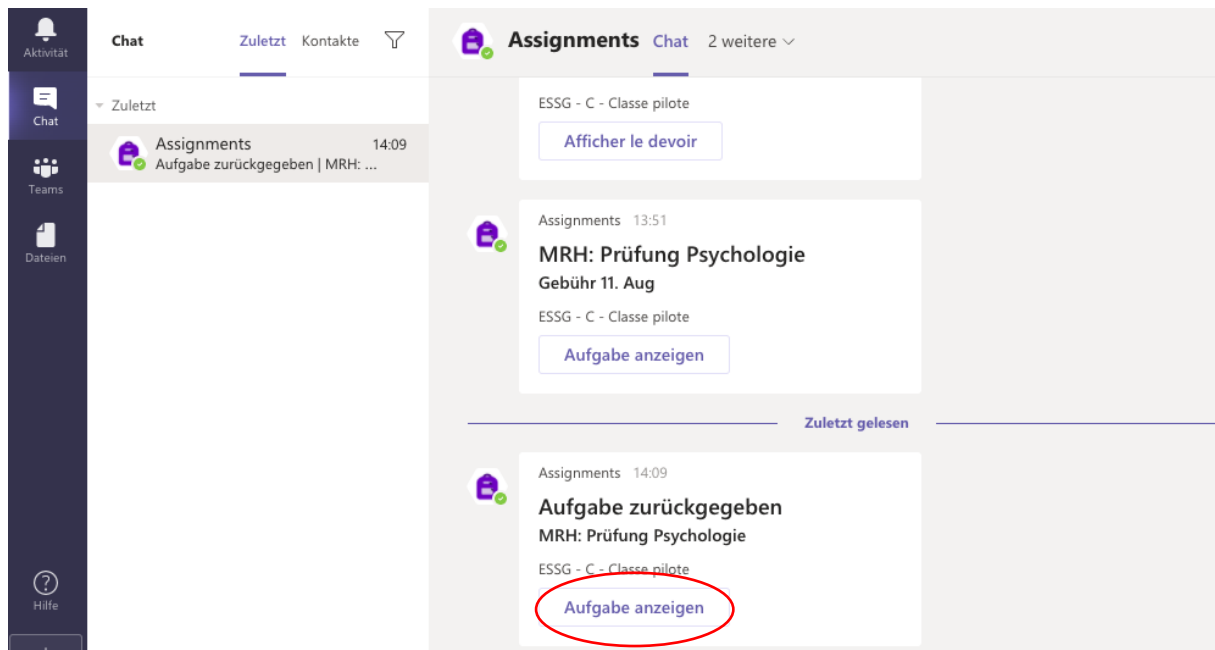 Aktivität
Chat
Teams
Dateien
Hilfe
Chat Zuletzt Kontakte
Zuletzt
Assignments 14:09
Aufgabe zurückgegeben | MRH: ...
Assignments Chat 2 weitere
ESSG - C - Classe pilote
Afficher le devoir
Assignments 13:51
MRH: Prüfung Psychologie
Gebühr 11. Aug
ESSG - C - Classe pilote
Aufgabe anzeigen
Zuletzt gelesen
Assignments 14:09
Aufgabe zurückgegeben
MRH: Prüfung Psychologie
ESSG - C - Classe pilote
Aufgabe anzeigen